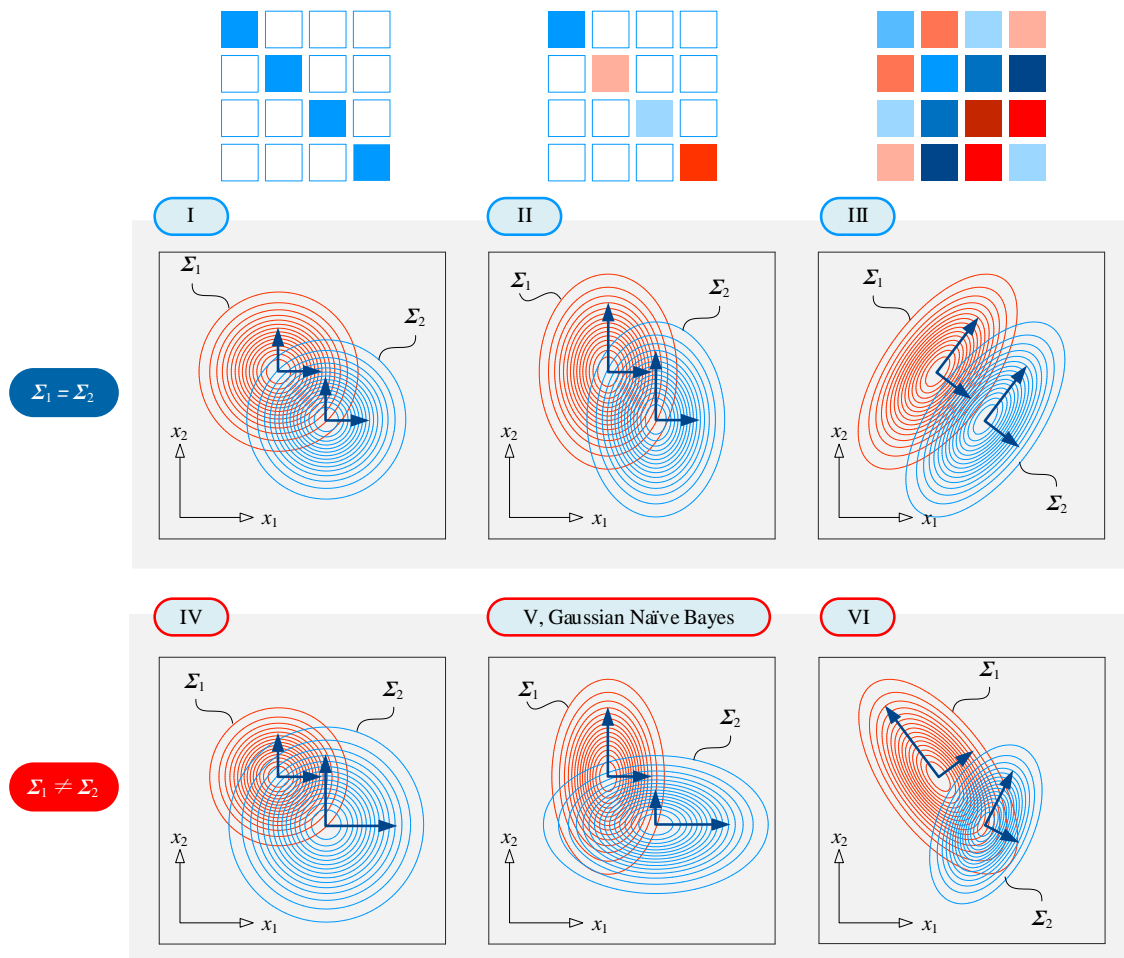 I
II
III
Σ1
Σ2
x2
x1
Σ1
Σ2
x2
x1
Σ1
Σ2
x2
x1
Σ1 = Σ2
IV
V, Gaussian Naïve Bayes
VI
Σ1
Σ2
x2
x1
Σ1
Σ2
x2
x1
Σ1
Σ2
x2
x1
Σ1 ≠ Σ2